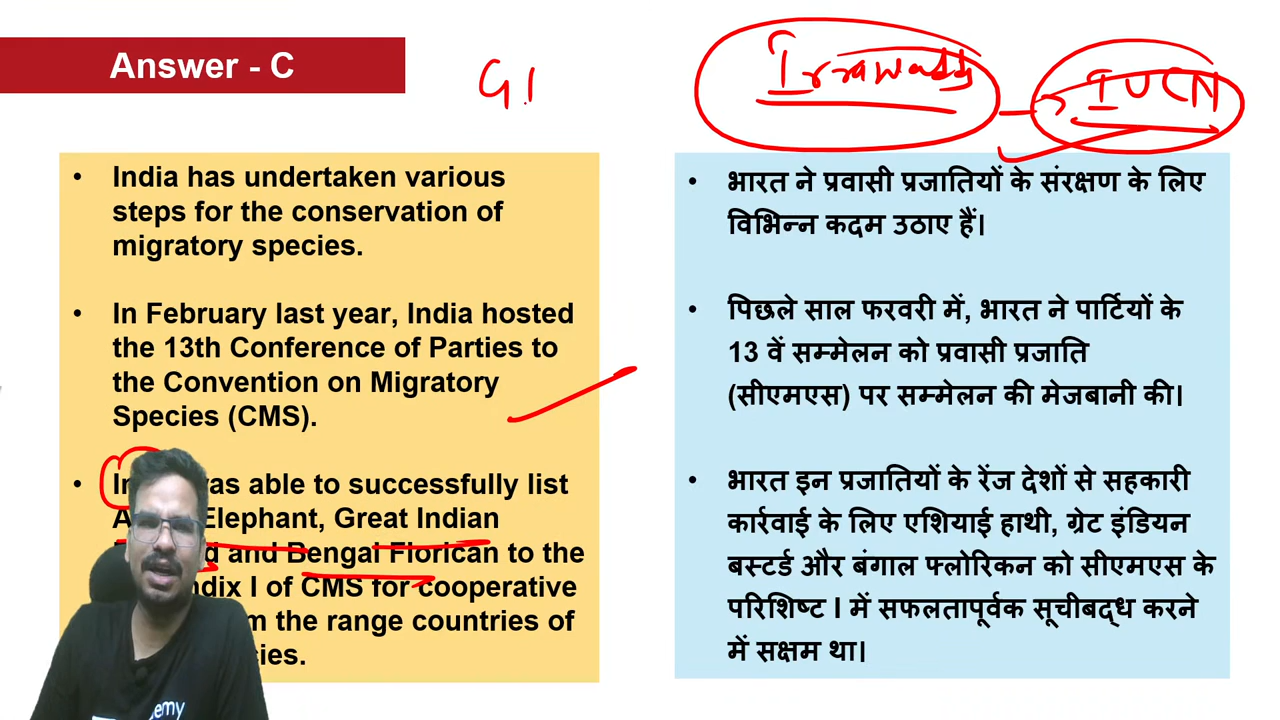 Answer - C
G1
Irrawaddy
IUCN
• India has undertaken various
steps for the conservation of
migratory species.
• In February last year, India hosted
the 13th Conference of Parties to
the Convention on Migratory
Species (CMS).
• was able to successfully list
Elephant, Great Indian
and Bengal Florican to the
I of CMS for cooperative
the range countries of
• भारत ने प्रवासी प्रजातियों के संरक्षण के लिए
विभिन्न कदम उठाए हैं।
• पिछले साल फरवरी में, भारत ने पार्टियों के
13 वें सम्मेलन को प्रवासी प्रजाति
(सीएमएस) पर सम्मेलन की मेजबानी की।
• भारत इन प्रजातियों के रेंज देशों से सहकारी
कार्रवाई के लिए एशियाई हाथी, ग्रेट इंडियन
बस्टर्ड और बंगाल फ्लोरिकन को सीएमएस के
परिशिष्ट I में सफलतापूर्वक सूचीबद्ध करने
में सक्षम था।